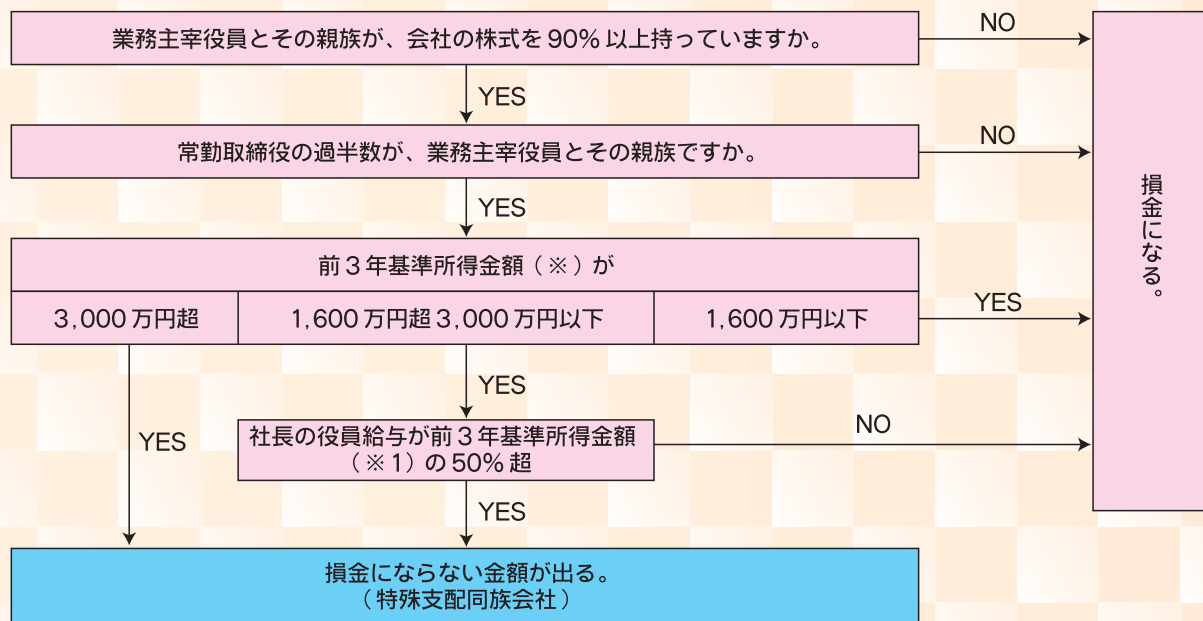 業務主宰役員とその親族が、会社の株式を90%以上持っていますか。
NO
YES
常勤取締役の過半数が、業務主宰役員とその親族ですか。
NO
YES
前3年基準所得金額(※)が
3,000万円超
1,600万円超3,000万円以下
1,600万円以下
YES
YES
YES
社長の役員給与が前3年基準所得金額
(※1)の50%超
NO
YES
損金にならない金額が出る。
(特殊支配同族会社)
損金になる。